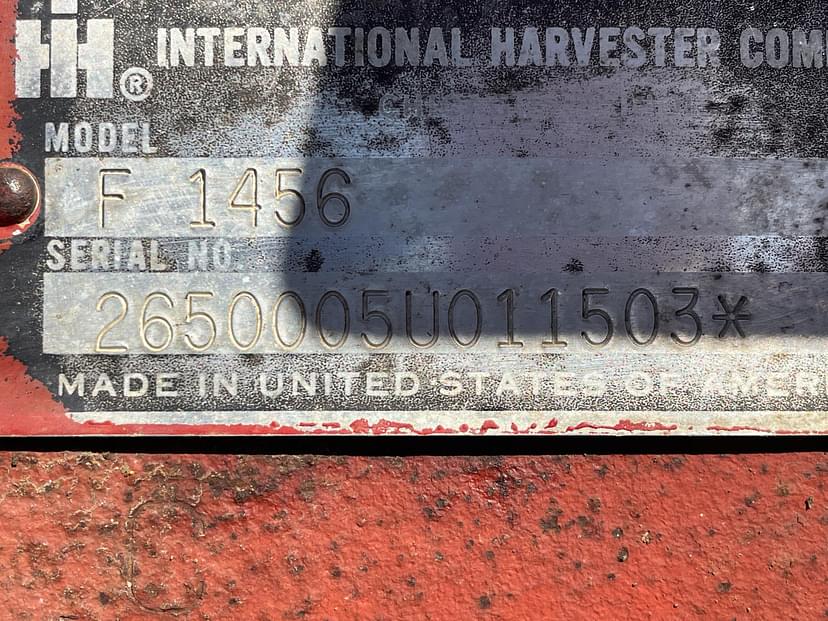 IH ® INTERNATIONAL HARVESTER COM
MODEL
F 1456
SERIAL NO.
2650005U011503*
MADE IN UNITED STATES OF AMER